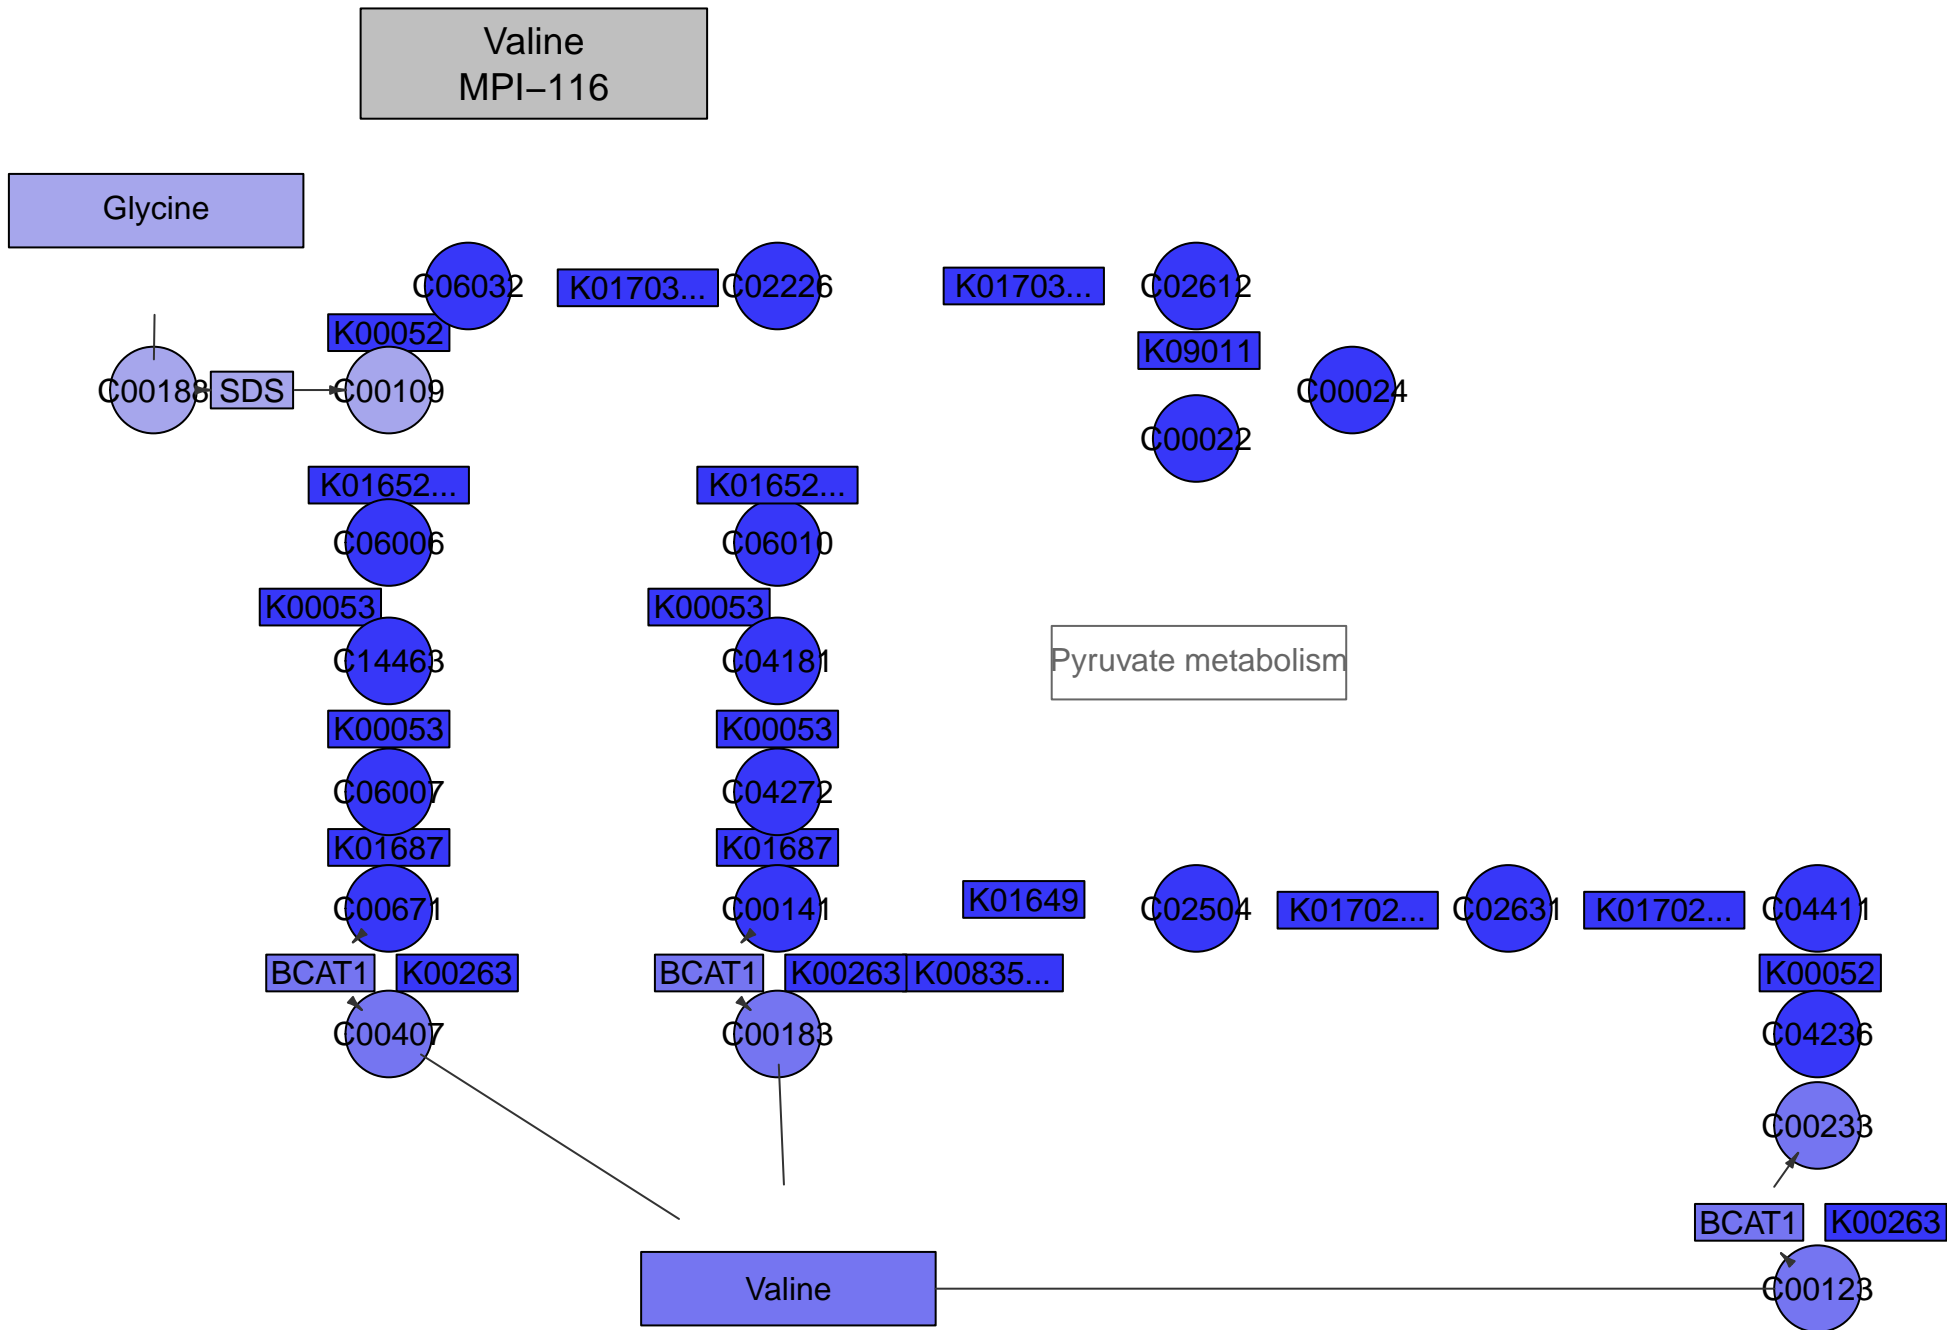 Valine
MPI−116
Glycine
C06032
K01703...
C02226
K01703...
C02612
K00052
K09011
C00188
SDS
C00109
C00024
C00022
K01652...
K01652...
C06006
C06010
K00053
K00053
C14463
C04181
Pyruvate metabolism
K00053
K00053
C06007
C04272
K01687
K01687
C00671
C00141
K01649
C02504
K01702...
C02631
K01702...
C04411
BCAT1
K00263
BCAT1
K00263
K00835...
K00052
C00407
C00183
C04236
C00233
BCAT1
K00263
Valine
C00123